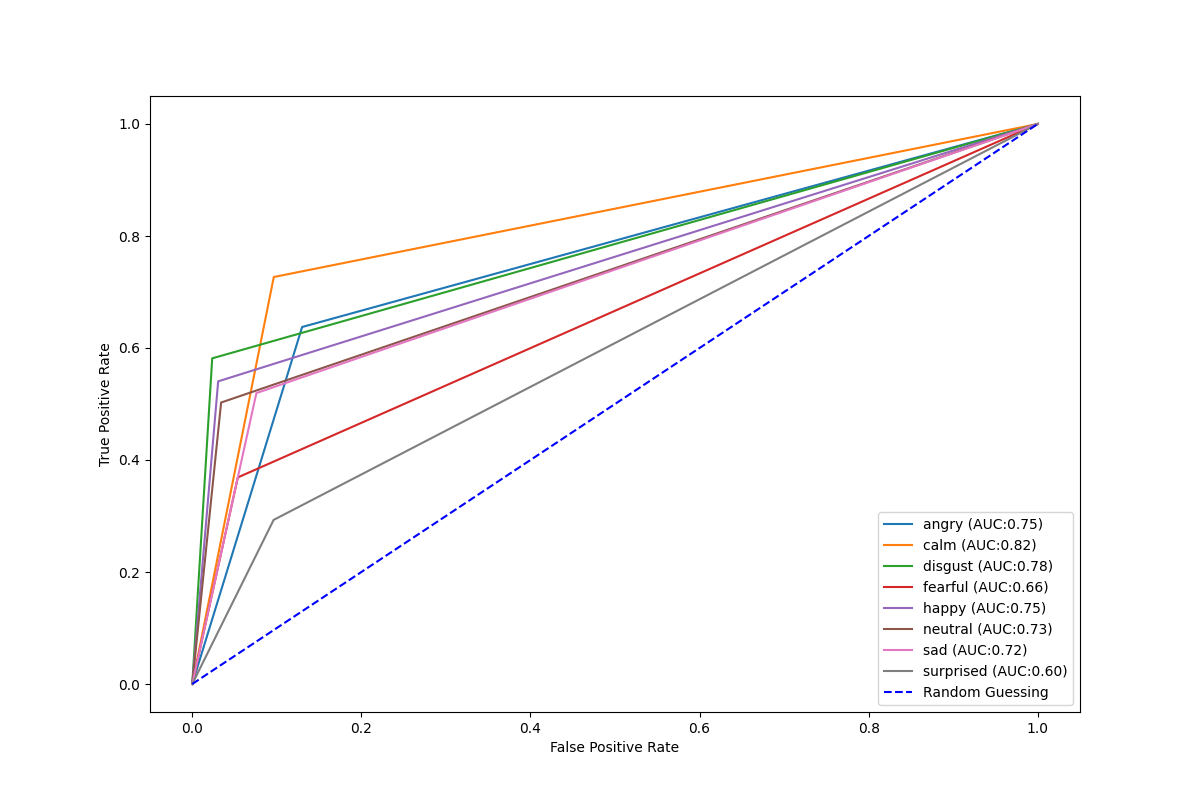 1.0
0.8
0.6
0.4
0.2
0.0
True Positive Rate
0.0 0.2 0.4 0.6 0.8 1.0
False Positive Rate
angry (AUC:0.75)
calm (AUC:0.82)
disgust (AUC:0.78)
fearful (AUC:0.66)
happy (AUC:0.75)
neutral (AUC:0.73)
sad (AUC:0.72)
surprised (AUC:0.60)
Random Guessing